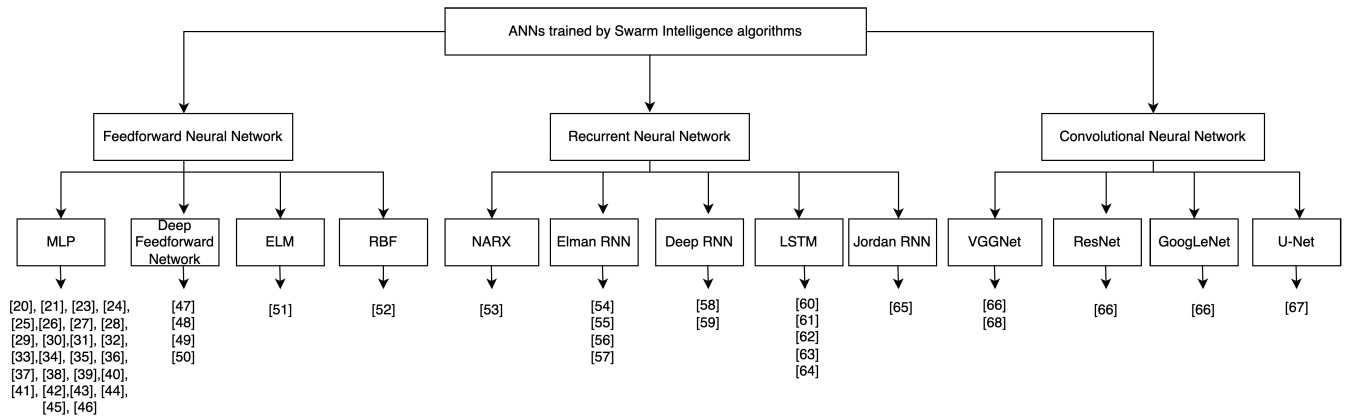 ANNs trained by Swarm Intelligence algorithms
Feedforward Neural Network
Recurrent Neural Network
Convolutional Neural Network
MLP
Deep
Feedforward
Network
ELM
RBF
NARX
Elman RNN
Deep RNN
LSTM
Jordan RNN
VGGNet
ResNet
GoogLeNet
U-Net
[20], [21], [23], [24],
[25],[26], [27], [28],
[29], [30],[31], [32],
[33],[34], [35], [36],
[37], [38], [39],[40],
[41], [42],[43], [44],
[45], [46]
[47]
[48]
[49]
[50]
[51]
[52]
[53]
[54]
[55]
[56]
[57]
[58]
[59]
[60]
[61]
[62]
[63]
[64]
[65]
[66]
[68]
[66]
[66]
[67]